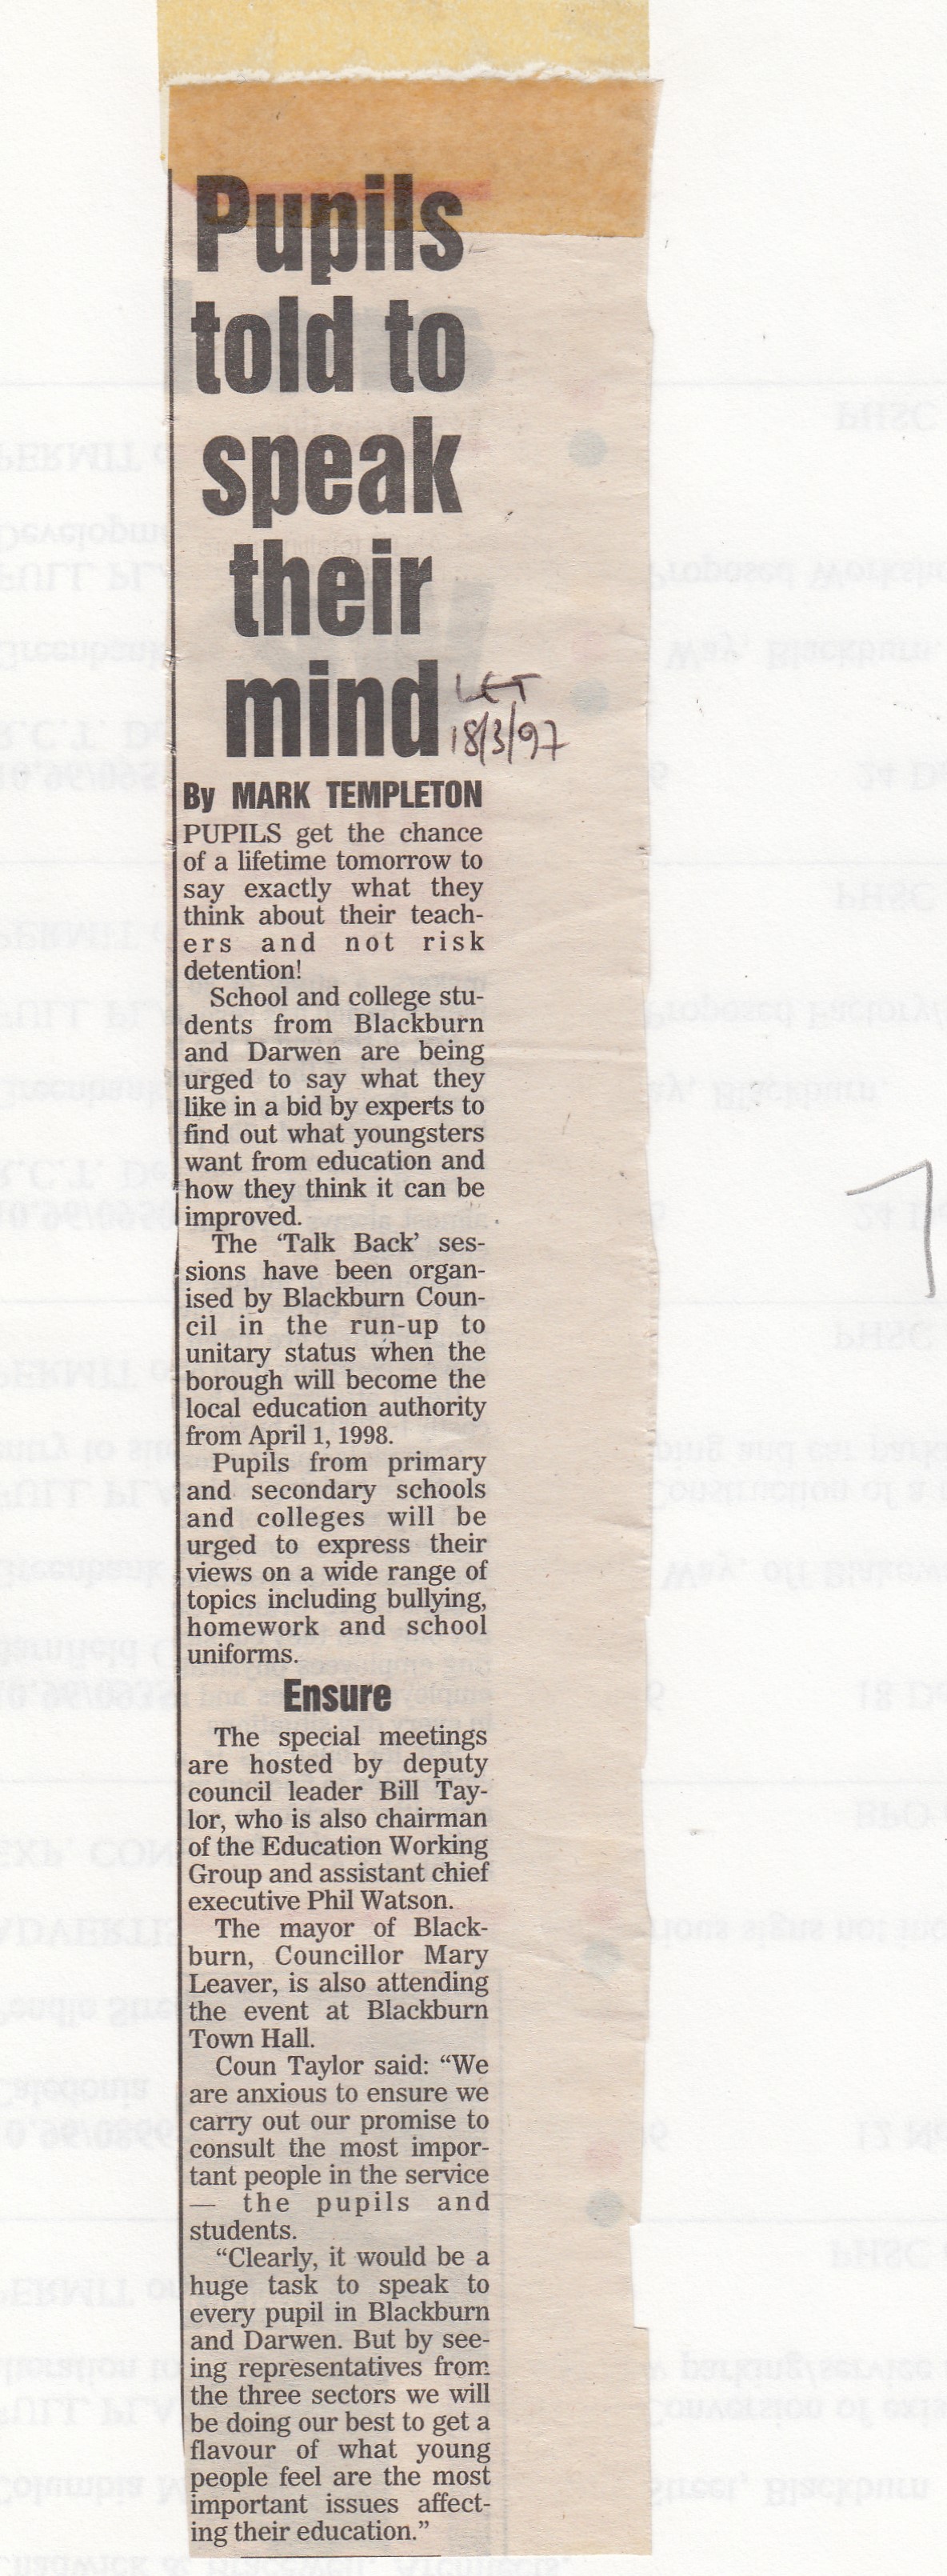 Pupils
told to
speak
their
mind
LET
18/3/97
By MARK TEMPLETON
PUPILS get the chance
of a lifetime tomorrow to
say exactly what they
think about their teach-
ers and not risk
detention!
School and college stu-
dents from Blackburn
and Darwen are being
urged to say what they
like in a bid by experts to
find out what youngsters
want from education and
how they think it can be
improved.
The ‘Talk Back’ ses-
sions have been organ-
ised by Blackburn Coun-
cil in the run-up to
unitary status when the
borough will become the
local education authority
from April 1, 1998.
Pupils from primary
and secondary schools
and colleges will be
urged to express their
views on a wide range of
topics including bullying,
homework and school
uniforms.
Ensure
The special meetings
are hosted by deputy
council leader Bill Tay-
lor, who is also chairman
of the Education Working
Group and assistant chief
executive Phil Watson.
The mayor of Black-
burn, Councillor Mary
Leaver, is also attending
the event at Blackburn
Town Hall.
Coun Taylor said: “We
are anxious to ensure we
carry out our promise to
consult the most impor-
tant people in the service
— the pupils and
students.
“Clearly, it would be a
huge task to speak to
every pupil in Blackburn
and Darwen. But by see-
ing representatives from
the three sectors we will
be doing our best to get a
flavour of what young
people feel are the most
important issues affect-
ing their education.”